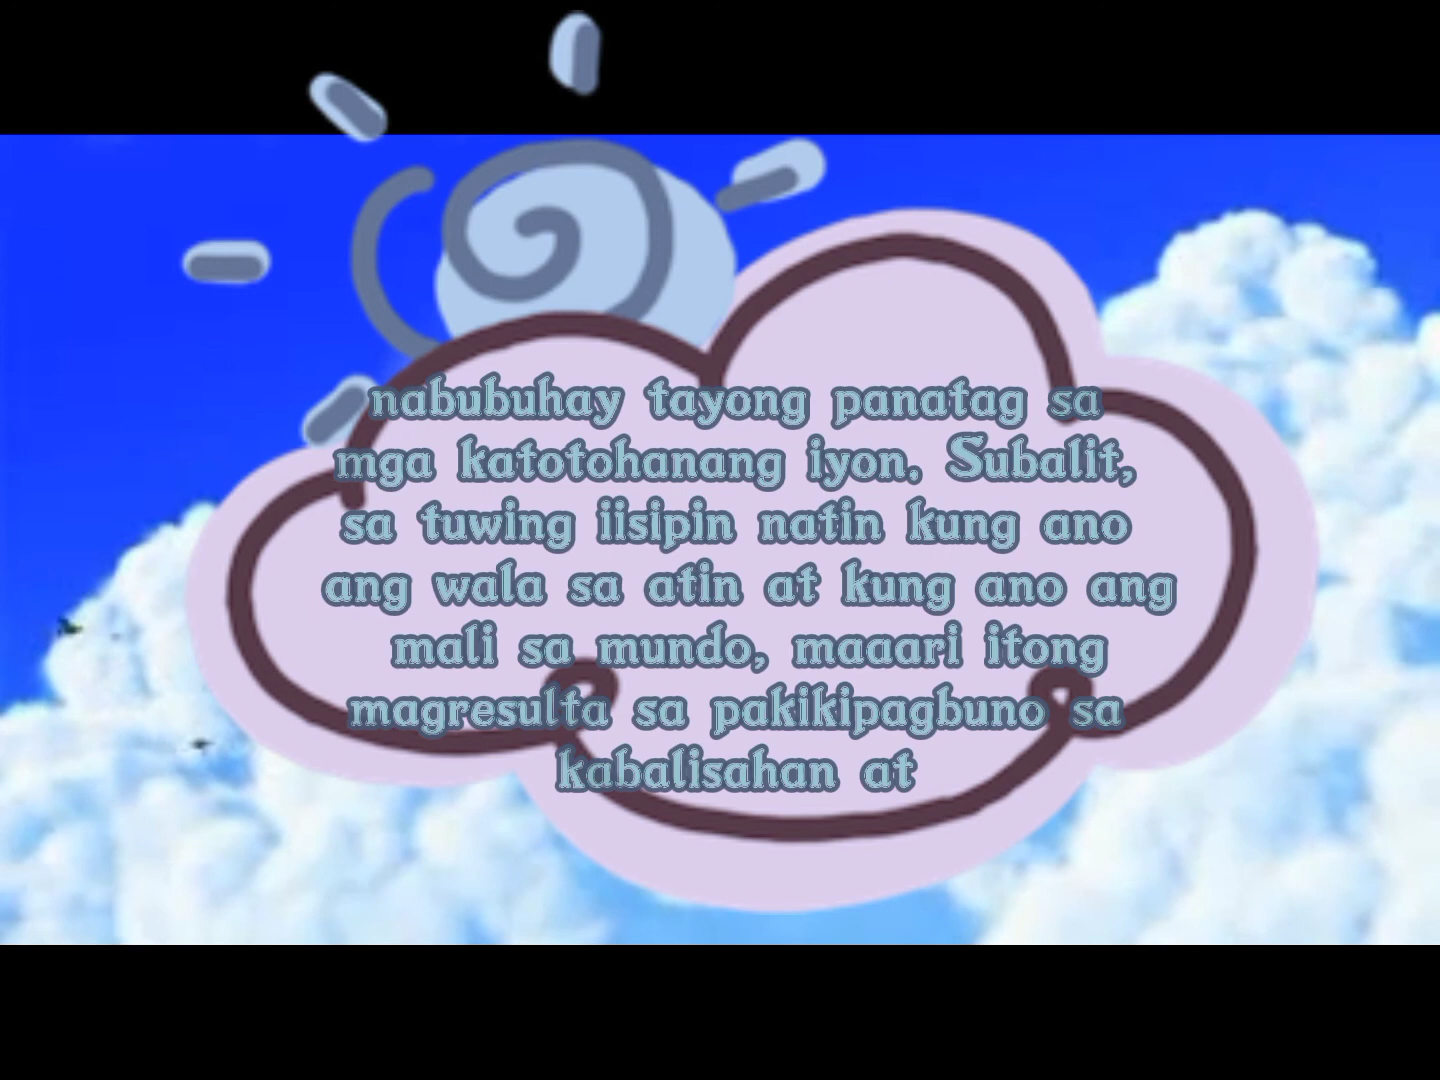 nabubuhay tayong panatag sa
mga katotohanang iyon. Subalit,
sa tuwing iisipin natin kung ano
ang wala sa atin at kung ano ang
mali sa mundo, maaari itong
magresulta sa pakikipagbuno sa
kabalisahan at